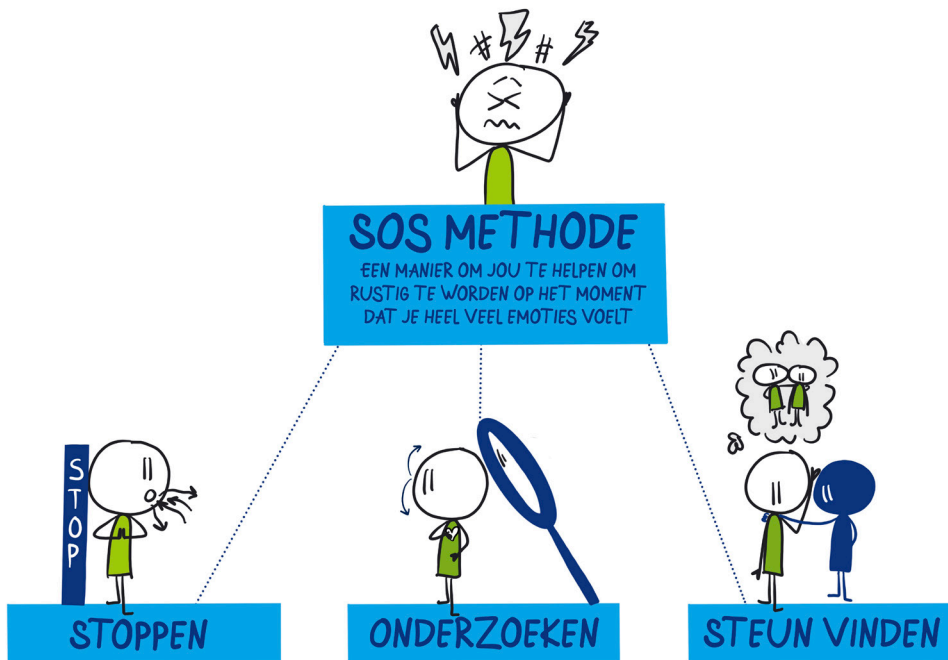 SOS METHODE
EEN MANIER OM JOU TE HELPEN OM
RUSTIG TE WORDEN OP HET MOMENT
DAT JE HEEL VEEL EMOTIES VOELT
STOP
STOPPEN
ONDERZOEKEN
STEUN VINDEN